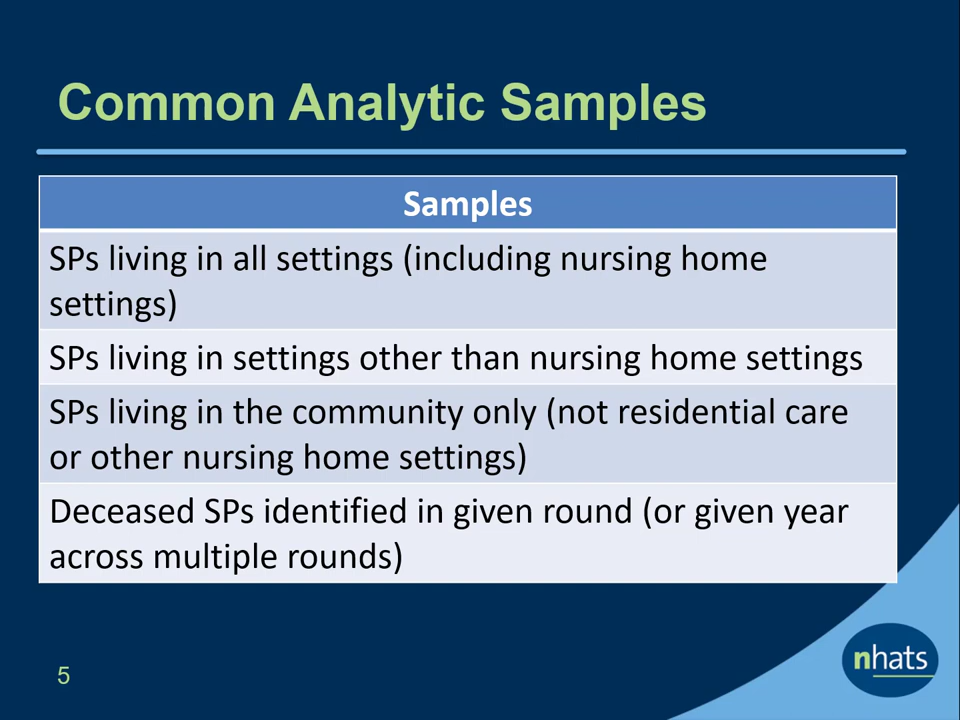 Common Analytic Samples
Samples
SPs living in all settings (including nursing home
settings)
SPs living in settings other than nursing home settings
SPs living in the community only (not residential care
or other nursing home settings)
Deceased SPs identified in given round (or given year
across multiple rounds)
5
nhats